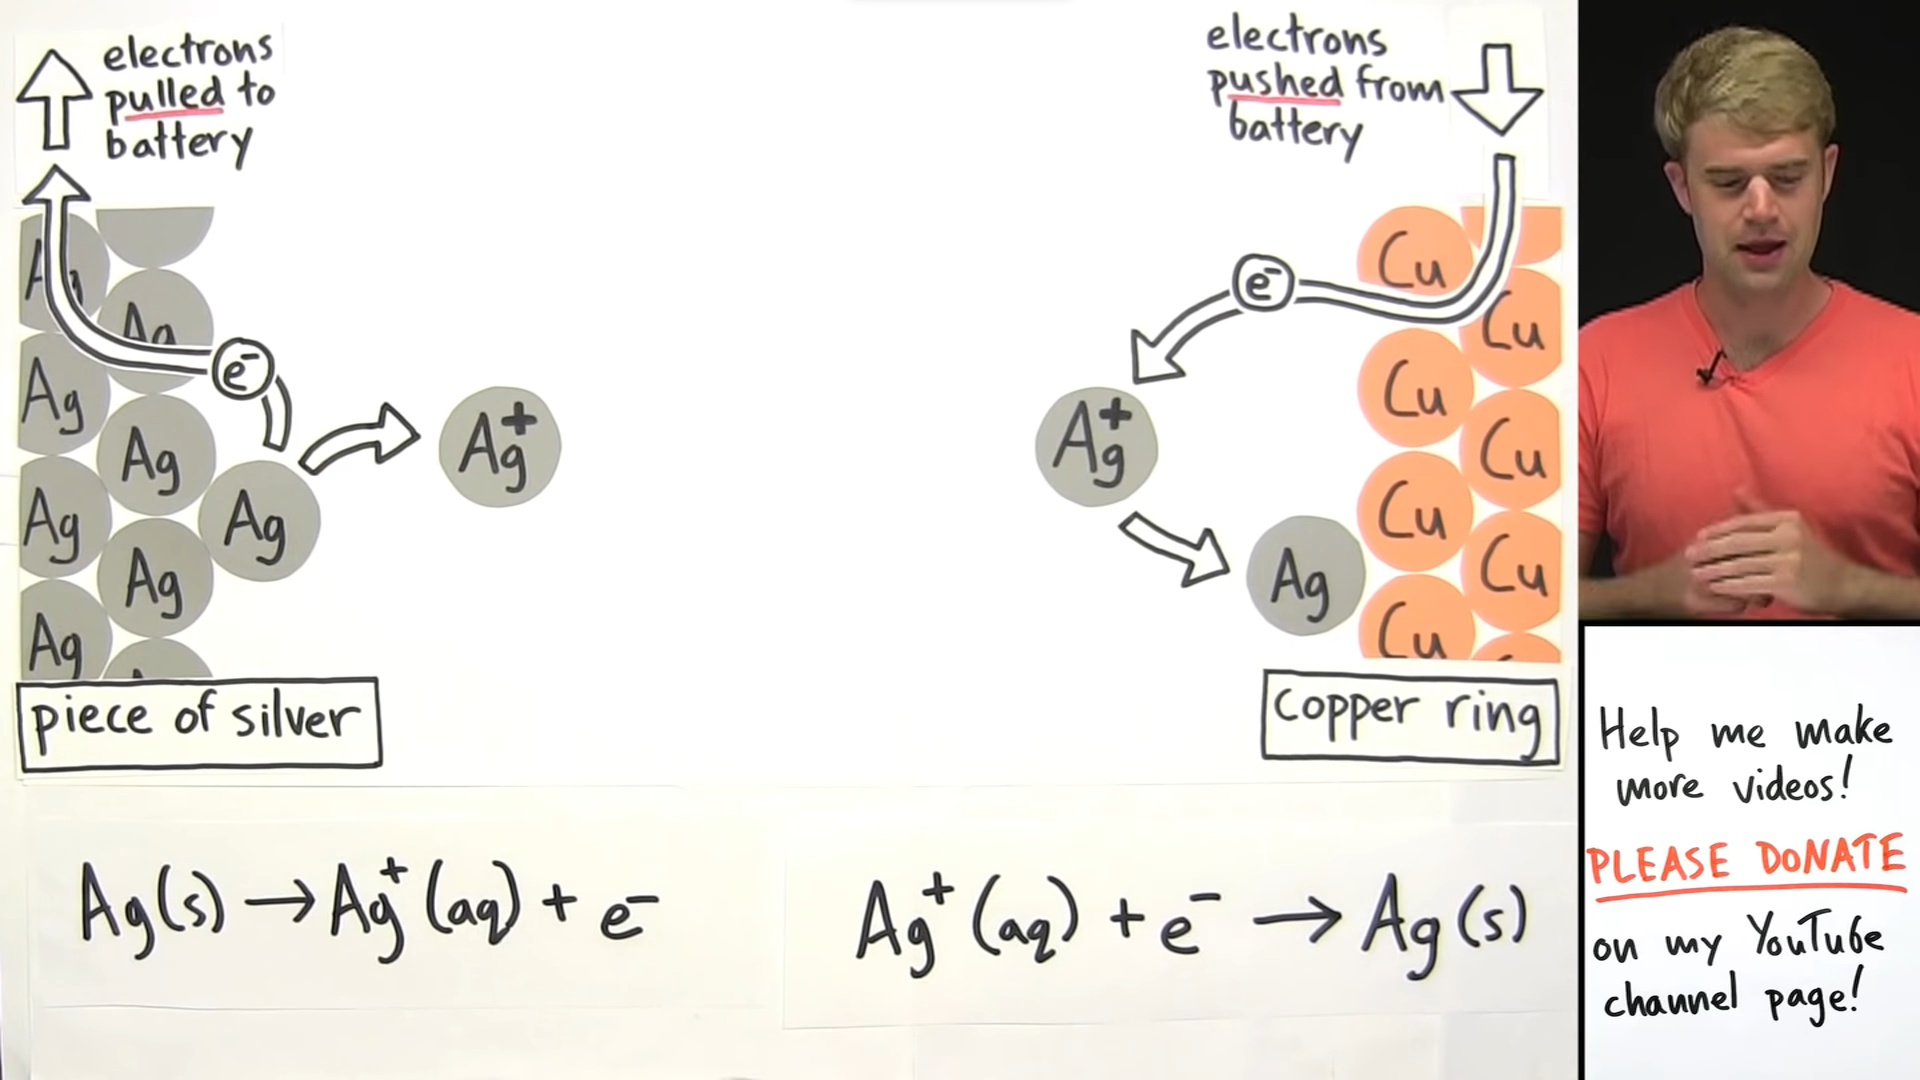 electrons
pulled to
battery
electrons
pushed from
battery
e⁻
e⁻
Ag
Ag
Ag
Ag
Ag
Ag
Ag
Ag
Ag⁺
Ag⁺
Ag
Cu
Cu
Cu
Cu
Cu
Cu
Cu
piece of silver
copper ring
Ag(s) → Ag⁺(aq) + e⁻
Ag⁺(aq) + e⁻ → Ag(s)
Help me make
more videos!
PLEASE DONATE
on my YouTube
channel page!